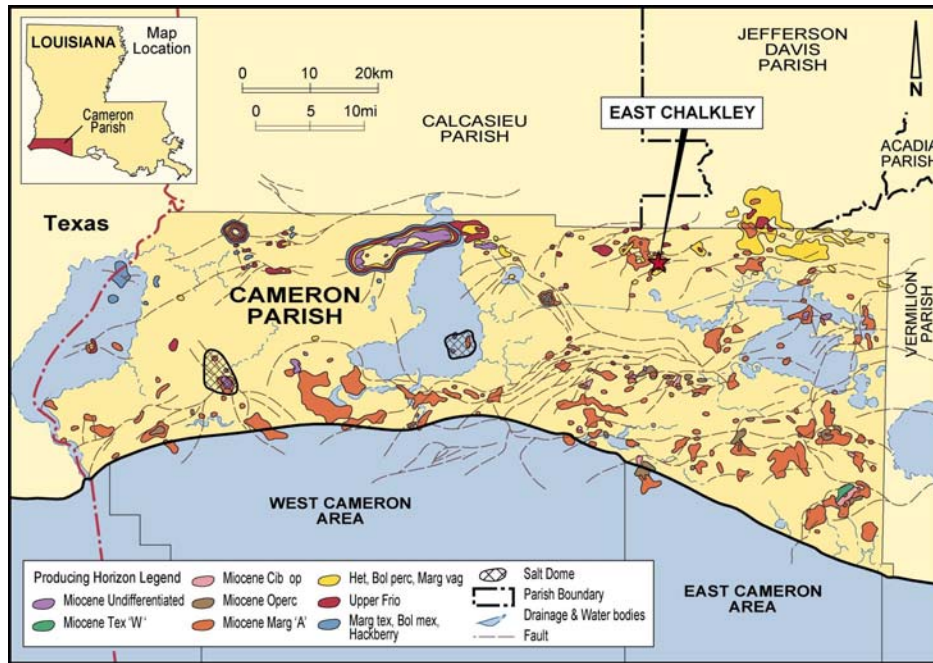 LOUISIANA
Map
Location
Cameron
Parish
0 10 20km
0 5 10mi
JEFFERSON
DAVIS
PARISH
N
EAST CHALKLEY
CALCASIEU
PARISH
ACADIA
PARISH
Texas
CAMERON
PARISH
VERMILION
PARISH
WEST CAMERON
AREA
EAST CAMERON
AREA
Producing Horizon Legend
Miocene Undifferentiated
Miocene Tex 'W'
Miocene Cib op
Miocene Operc
Miocene Marg 'A'
Het, Bol perc, Marg vag
Upper Frio
Marg tex, Bol mex,
Hackberry
Salt Dome
Parish Boundary
Drainage & Water bodies
Fault